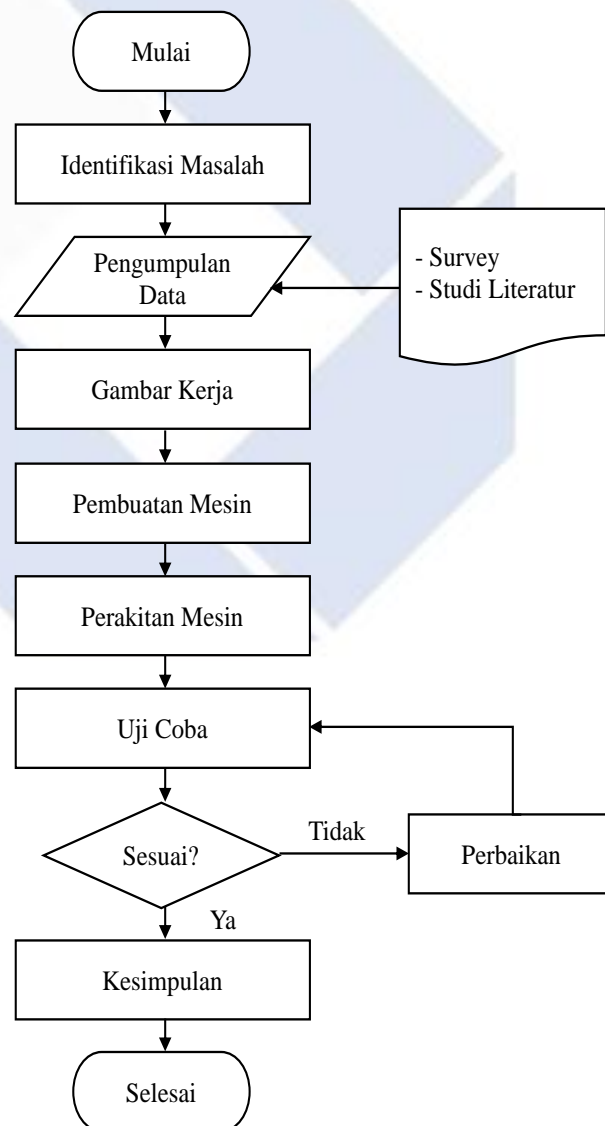 Mulai
Identifikasi Masalah
Pengumpulan
Data
- Survey
- Studi Literatur
Gambar Kerja
Pembuatan Mesin
Perakitan Mesin
Uji Coba
Sesuai?
Tidak
Perbaikan
Ya
Kesimpulan
Selesai